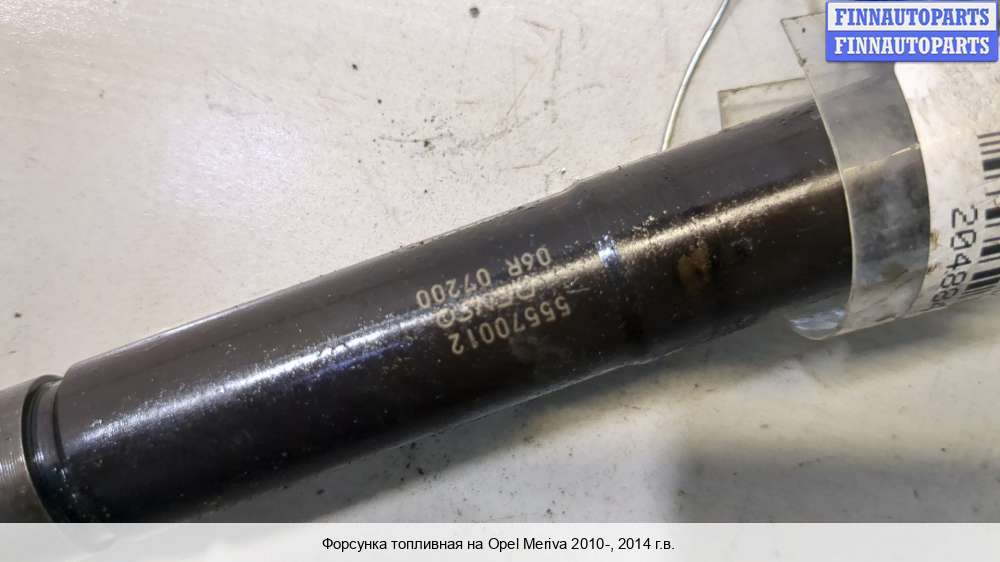 FINNAUTOPARTS
FINNAUTOPARTS
55570012
DENSO
06R 07200
Форсунка топливная на Opel Meriva 2010-, 2014 г.в.